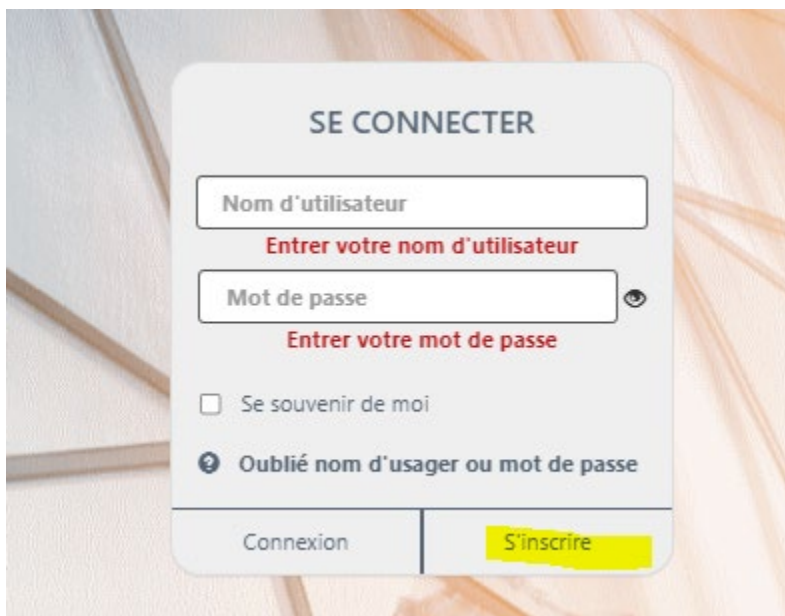 SE CONNECTER
Nom d'utilisateur
Entrer votre nom d'utilisateur
Mot de passe
Entrer votre mot de passe
Se souvenir de moi
Oublié nom d'usager ou mot de passe
Connexion
S'inscrire